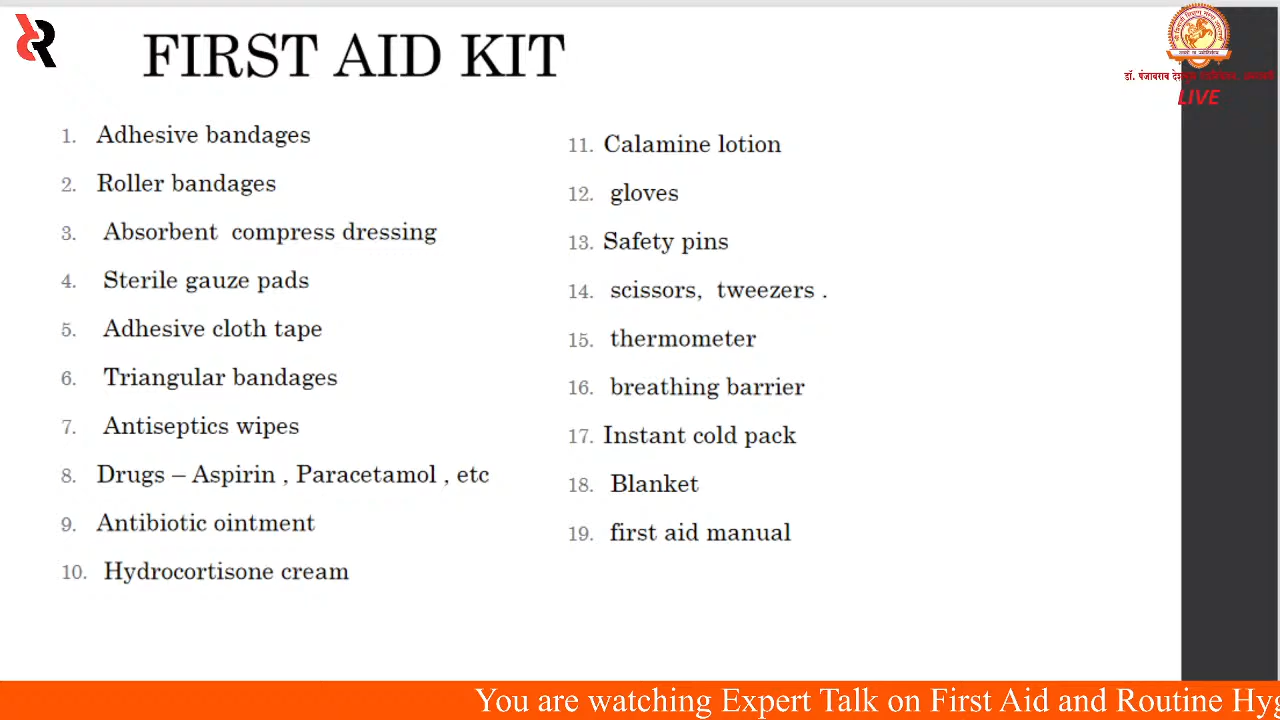 FIRST AID KIT
1. Adhesive bandages
2. Roller bandages
3. Absorbent compress dressing
4. Sterile gauze pads
5. Adhesive cloth tape
6. Triangular bandages
7. Antiseptics wipes
8. Drugs – Aspirin , Paracetamol , etc
9. Antibiotic ointment
10. Hydrocortisone cream
11. Calamine lotion
12. gloves
13. Safety pins
14. scissors, tweezers .
15. thermometer
16. breathing barrier
17. Instant cold pack
18. Blanket
19. first aid manual
डॉ. पंजाबराव
LIVE
You are watching Expert Talk on First Aid and Routine Hyg